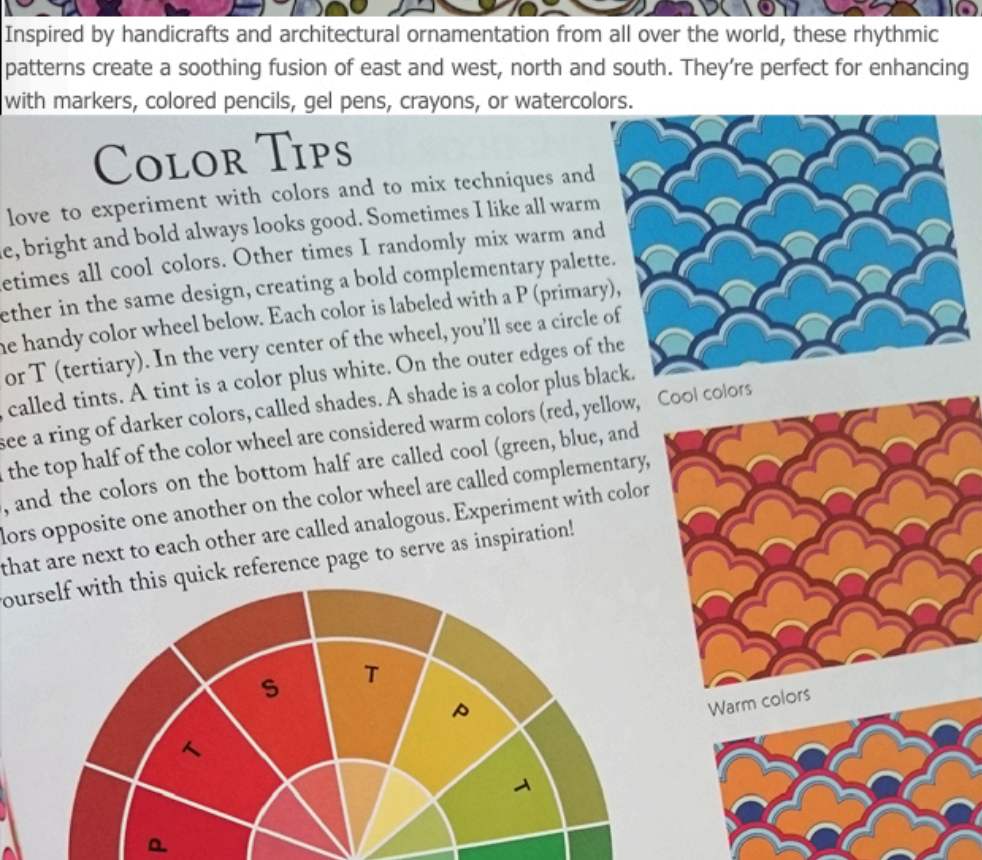 Inspired by handicrafts and architectural ornamentation from all over the world, these rhythmic
patterns create a soothing fusion of east and west, north and south. They’re perfect for enhancing
with markers, colored pencils, gel pens, crayons, or watercolors.
COLOR TIPS
love to experiment with colors and to mix techniques and
e, bright and bold always looks good. Sometimes I like all warm
etimes all cool colors. Other times I randomly mix warm and
ether in the same design, creating a bold complementary palette.
e handy color wheel below. Each color is labeled with a P (primary),
or T (tertiary). In the very center of the wheel, you’ll see a circle of
, called tints. A tint is a color plus white. On the outer edges of the
see a ring of darker colors, called shades. A shade is a color plus black.
the top half of the color wheel are considered warm colors (red, yellow,
, and the colors on the bottom half are called cool (green, blue, and
lors opposite one another on the color wheel are called complementary,
that are next to each other are called analogous. Experiment with color
ourself with this quick reference page to serve as inspiration!
Cool colors
Warm colors
P
T
S
T
P
T